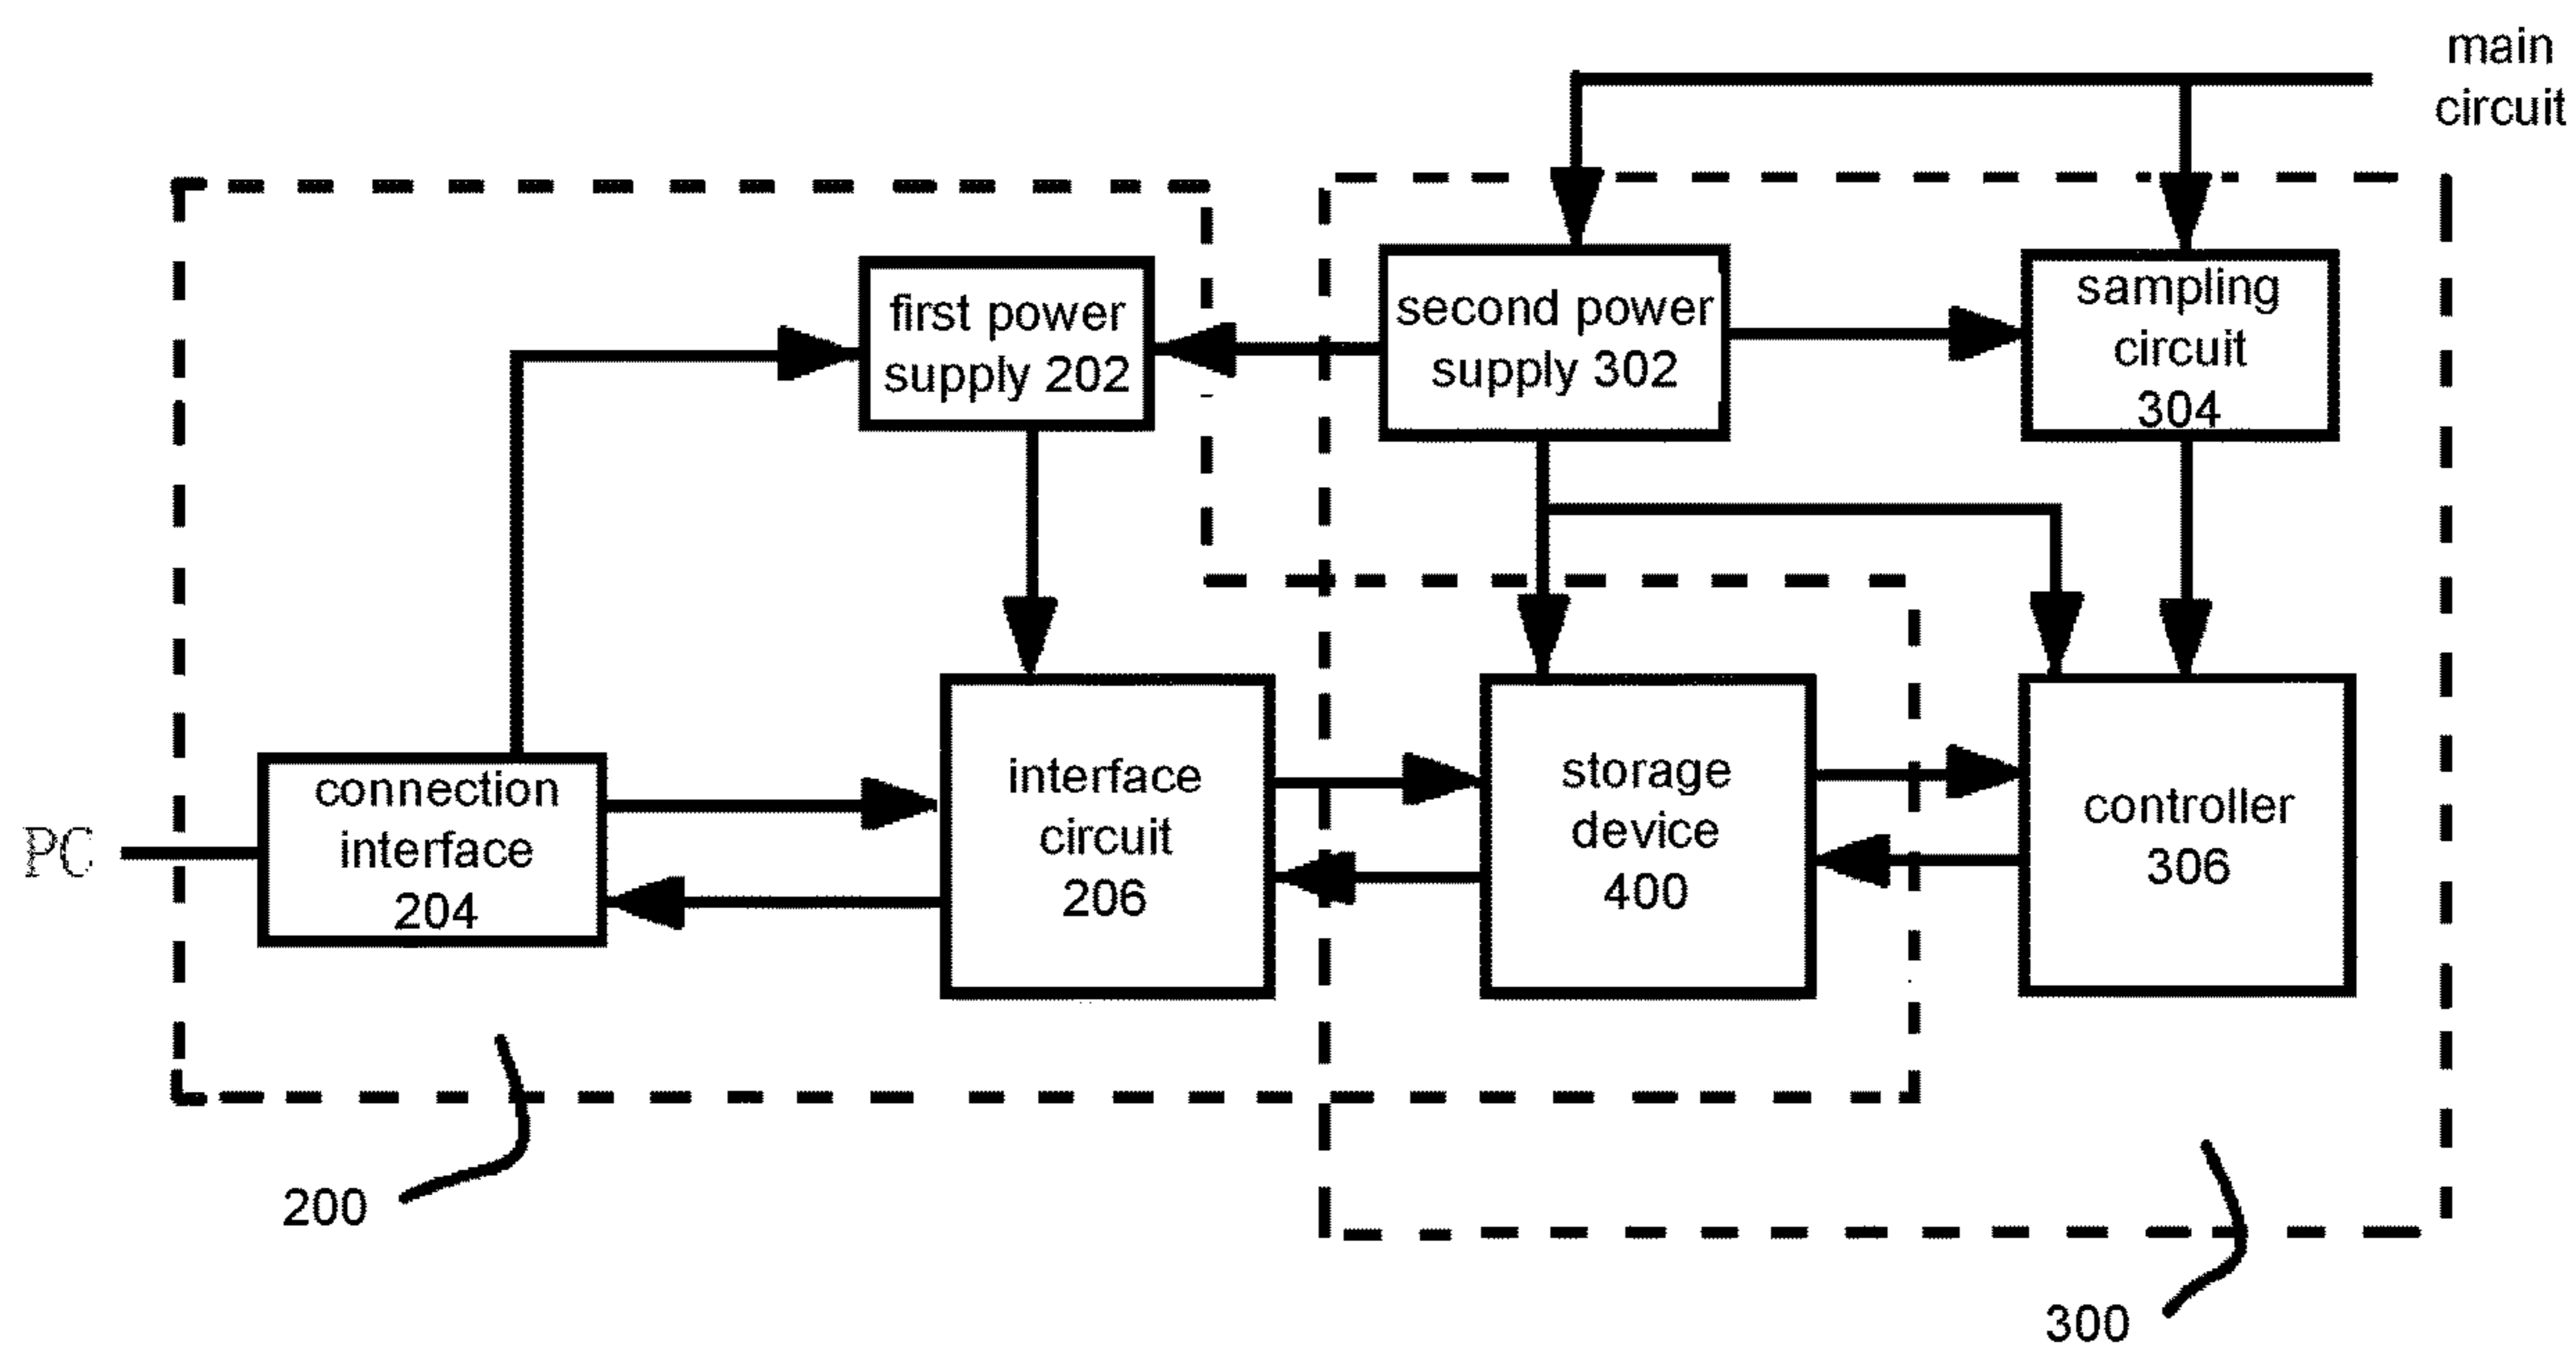 main
circuit
first power
supply 202
second power
supply 302
sampling
circuit
304
PC
connection
interface
204
interface
circuit
206
storage
device
400
controller
306
200
300